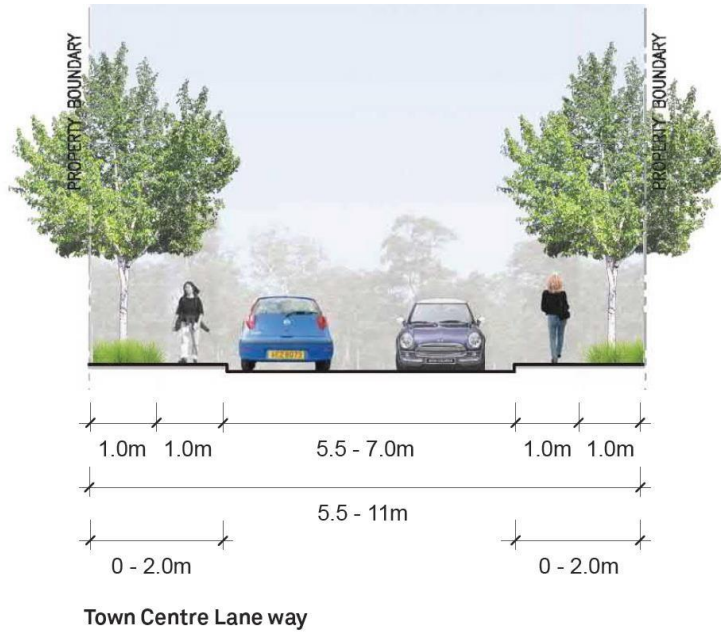 PROPERTY BOUNDARY
PROPERTY BOUNDARY
1.0m 1.0m 5.5 - 7.0m 1.0m 1.0m
5.5 - 11m
0 - 2.0m 0 - 2.0m
Town Centre Lane way